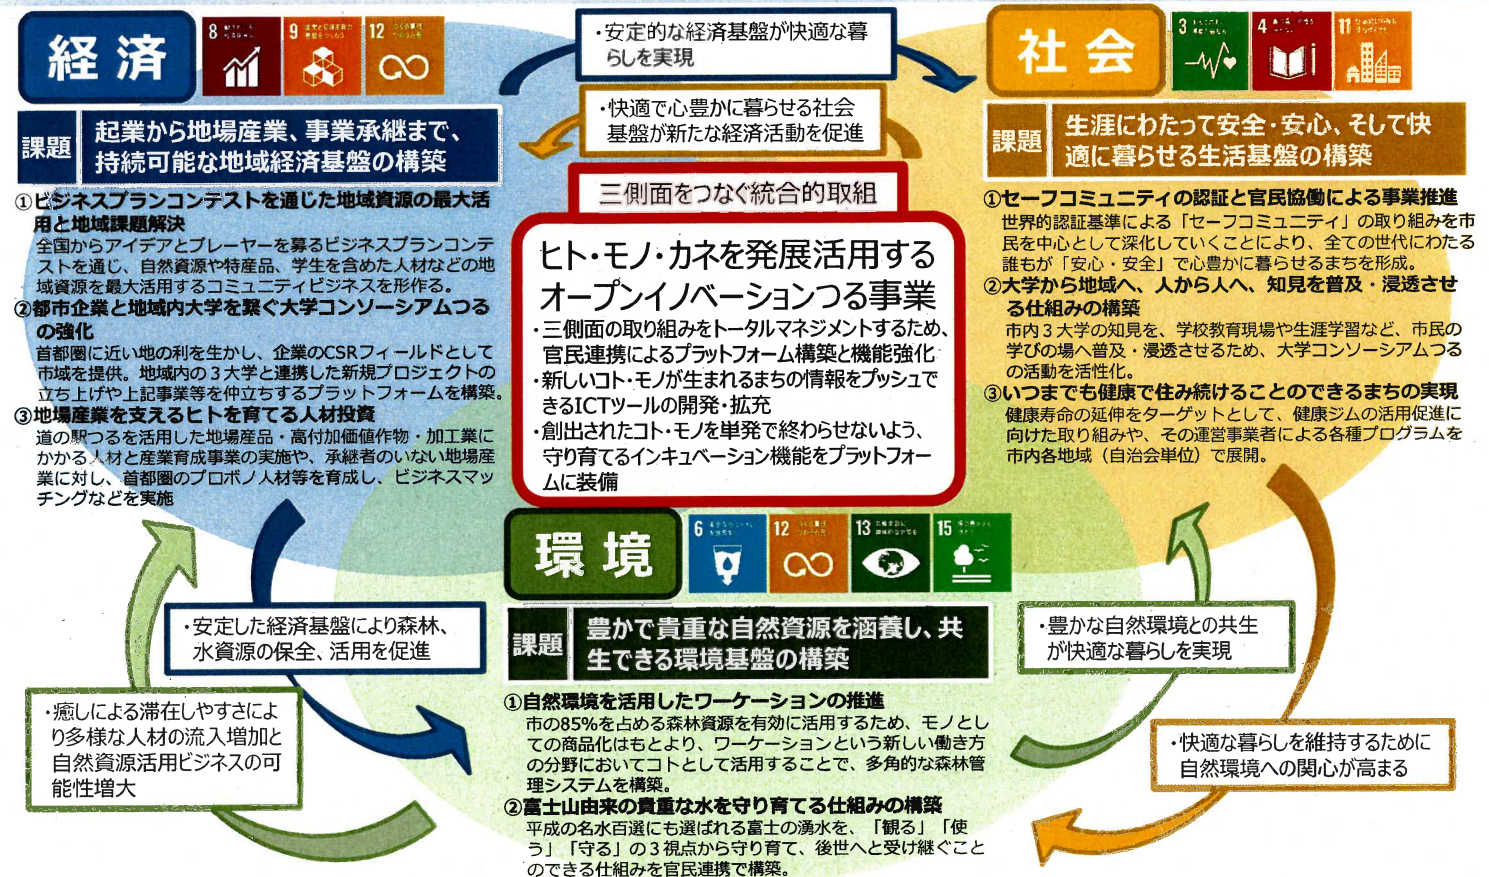 経済
8
9
12
・安定的な経済基盤が快適な暮
らしを実現
・快適で心豊かに暮らせる社会
基盤が新たな経済活動を促進
社会
3
4
11
課題
起業から地場産業、事業承継まで、
持続可能な地域経済基盤の構築
①ビジネスプランコンテストを通じた地域資源の最大活
用と地域課題解決
全国からアイデアとプレーヤーを募るビジネスプランコンテ
ストを通じ、自然資源や特産品、学生を含めた人材などの地
域資源を最大活用するコミュニティビジネスを形作る。
②都市企業と地域内大学を繋ぐ大学コンソーシアムつる
の強化
首都圏に近い地の利を生かし、企業のCSRフィールドとして
市域を提供。地域内の３大学と連携した新規プロジェクトの
立ち上げや上記事業等を仲立ちするプラットフォームを構築。
③地場産業を支えるヒトを育てる人材投資
道の駅つるを活用した地場産品・高付加価値作物・加工業に
かかる人材と産業育成事業の実施や、承継者のいない地場産
業に対し、首都圏のプロボノ人材等を育成し、ビジネスマッ
チングなどを実施
三側面をつなぐ統合的取組
ヒト・モノ・カネを発展活用する
オープンイノベーションつる事業
・三側面の取り組みをトータルマネジメントするため、
官民連携によるプラットフォーム構築と機能強化
・新しいコト・モノが生まれるまちの情報をプッシュで
きるICTツールの開発・拡充
・創出されたコト・モノを単発で終わらせないよう、
守り育てるインキュベーション機能をプラットフォー
ムに装備
課題
生涯にわたって安全・安心、そして快
適に暮らせる生活基盤の構築
①セーフコミュニティの認証と官民協働による事業推進
世界的認証基準による「セーフコミュニティ」の取り組みを市
民を中心として深化していくことにより、全ての世代にわたる
誰もが「安心・安全」で心豊かに暮らせるまちを形成。
②大学から地域へ、人から人へ、知見を普及・浸透させ
る仕組みの構築
市内３大学の知見を、学校教育現場や生涯学習など、市民の
学びの場へ普及・浸透させるため、大学コンソーシアムつる
の活動を活性化。
③いつまでも健康で住み続けることのできるまちの実現
健康寿命の延伸をターゲットとして、健康ジムの活用促進に
向けた取り組みや、その運営事業者による各種プログラムを
市内各地域（自治会単位）で展開。
環境
6
12
13
15
課題
豊かで貴重な自然資源を涵養し、共
生できる環境基盤の構築
①自然環境を活用したワーケーションの推進
市の85%を占める森林資源を有効に活用するため、モノとし
ての商品化はもとより、ワーケーションという新しい働き方
の分野においてコトとして活用することで、多角的な森林管
理システムを構築。
②富士山由来の貴重な水を守り育てる仕組みの構築
平成の名水百選にも選ばれる富士の湧水を、「観る」「使
う」「守る」の３視点から守り育て、後世へと受け継ぐこと
のできる仕組みを官民連携で構築。
・安定した経済基盤により森林、
水資源の保全、活用を促進
・癒しによる滞在しやすさによ
り多様な人材の流入増加と
自然資源活用ビジネスの可
能性増大
・豊かな自然環境との共生
が快適な暮らしを実現
・快適な暮らしを維持するために
自然環境への関心が高まる